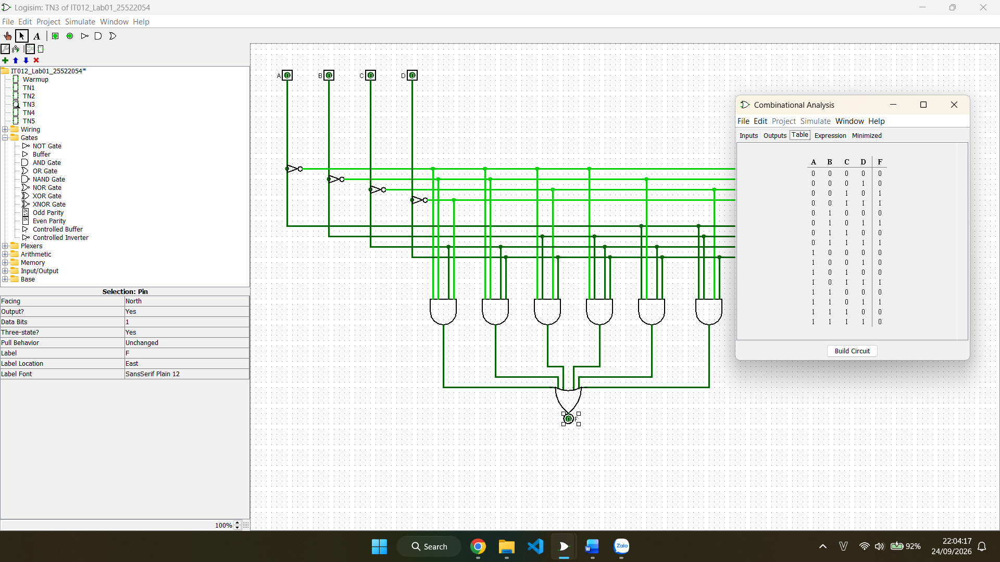 Logisim: TN3 of IT012_Lab01_25522054
File Edit Project Simulate Window Help
A
IT012_Lab01_25522054*
Warmup
TN1
TN2
TN3
TN4
TN5
Wiring
Gates
NOT Gate
Buffer
AND Gate
OR Gate
NAND Gate
NOR Gate
XOR Gate
XNOR Gate
Odd Parity
Even Parity
Controlled Buffer
Controlled Inverter
Plexers
Arithmetic
Memory
Input/Output
Base
Selection: Pin
Facing North
Output? Yes
Data Bits 1
Three-state? Yes
Pull Behavior Unchanged
Label F
Label Location East
Label Font SansSerif Plain 12
100%
A 0 B 0 C 0 D 0
0 F
Combinational Analysis
File Edit Project Simulate Window Help
Inputs Outputs Table Expression Minimized
A B C D F
0 0 0 0 0
0 0 0 1 0
0 0 1 0 1
0 0 1 1 1
0 1 0 0 0
0 1 0 1 1
0 1 1 0 0
0 1 1 1 1
1 0 0 0 0
1 0 0 1 0
1 0 1 0 0
1 0 1 1 1
1 1 0 0 0
1 1 0 1 1
1 1 1 0 0
1 1 1 1 0
Build Circuit
Search
Zalo
V
92%
22:04:17
24/09/2026